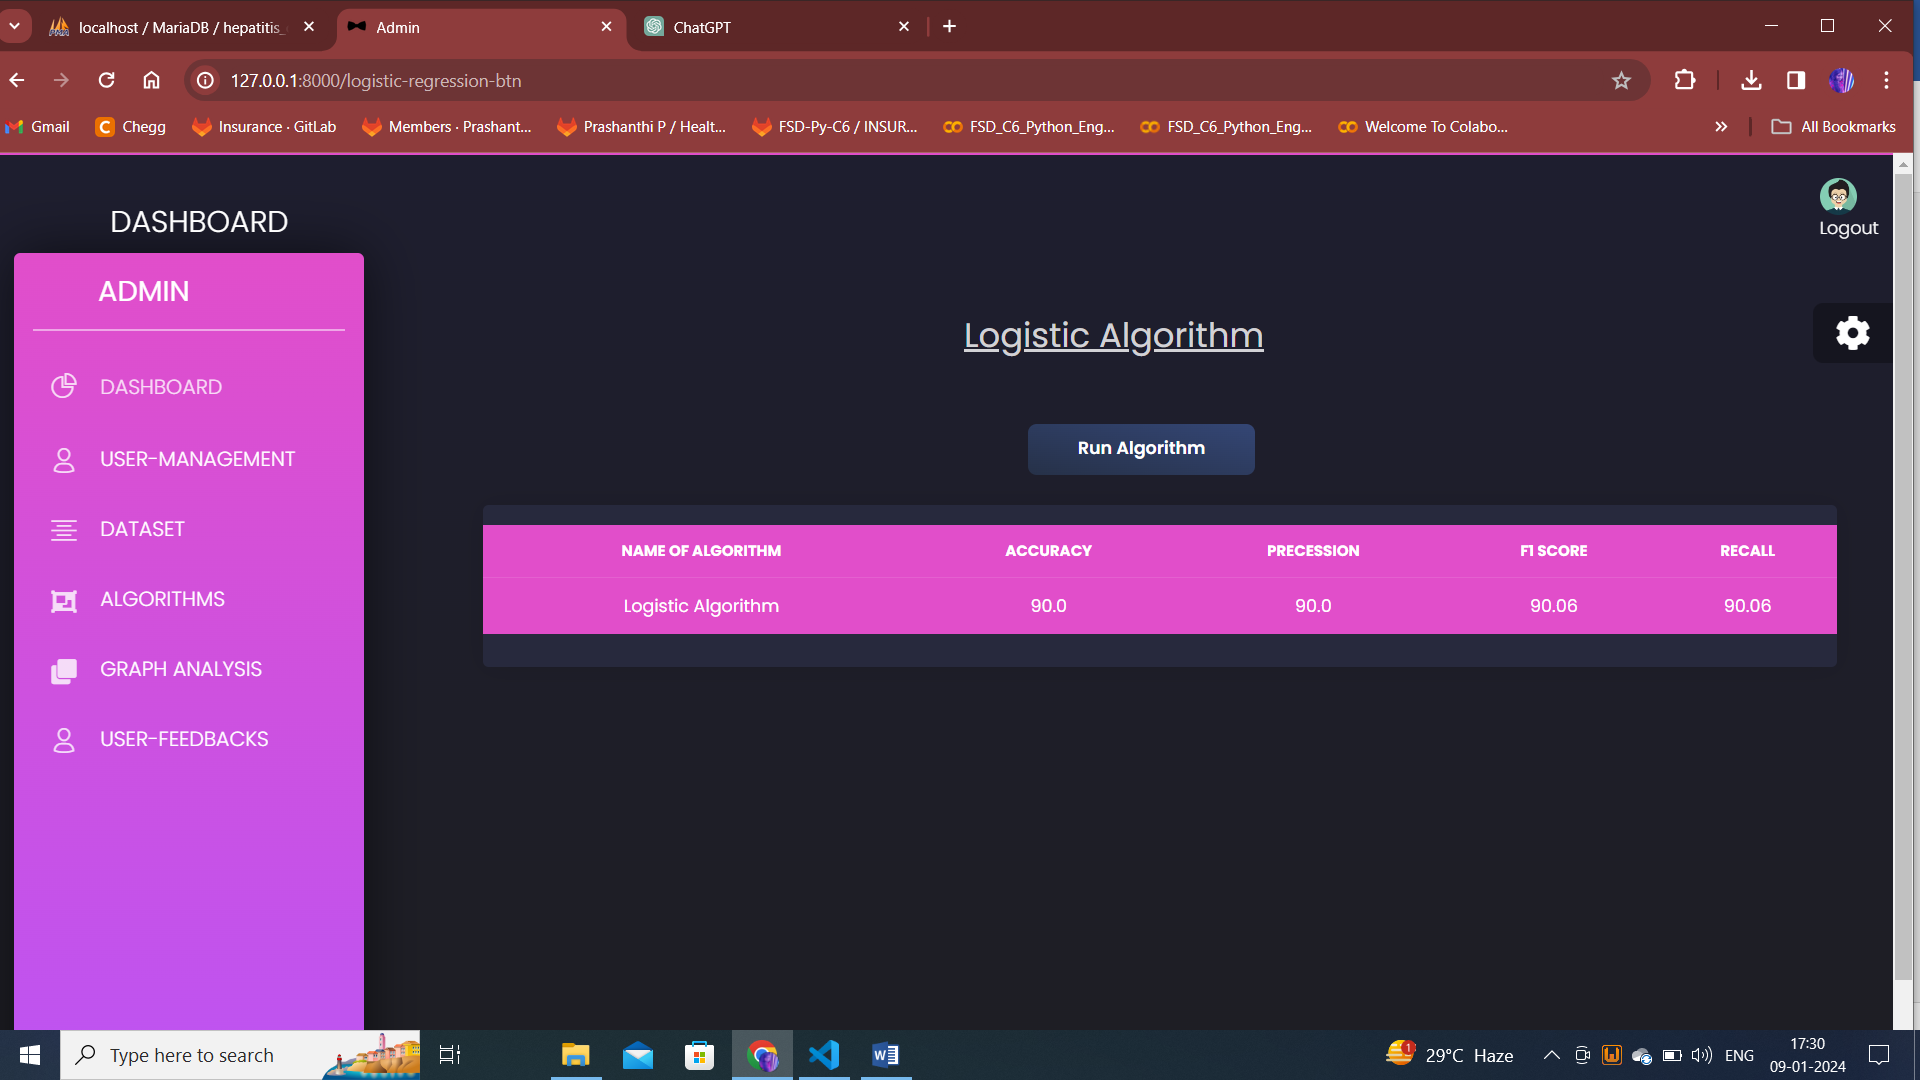 localhost / MariaDB / hepatitis_
Admin
ChatGPT
127.0.0.1:8000/logistic-regression-btn
Gmail
Chegg
Insurance · GitLab
Members · Prashant...
Prashanthi P / Healt...
FSD-Py-C6 / INSUR...
FSD_C6_Python_Eng...
FSD_C6_Python_Eng...
Welcome To Colabo...
All Bookmarks
DASHBOARD
Logout
ADMIN
DASHBOARD
USER-MANAGEMENT
DATASET
ALGORITHMS
GRAPH ANALYSIS
USER-FEEDBACKS
Logistic Algorithm
Run Algorithm
NAME OF ALGORITHM ACCURACY PRECESSION F1 SCORE RECALL
Logistic Algorithm 90.0 90.0 90.06 90.06
Type here to search
1
29°C Haze
ENG
17:30
09-01-2024